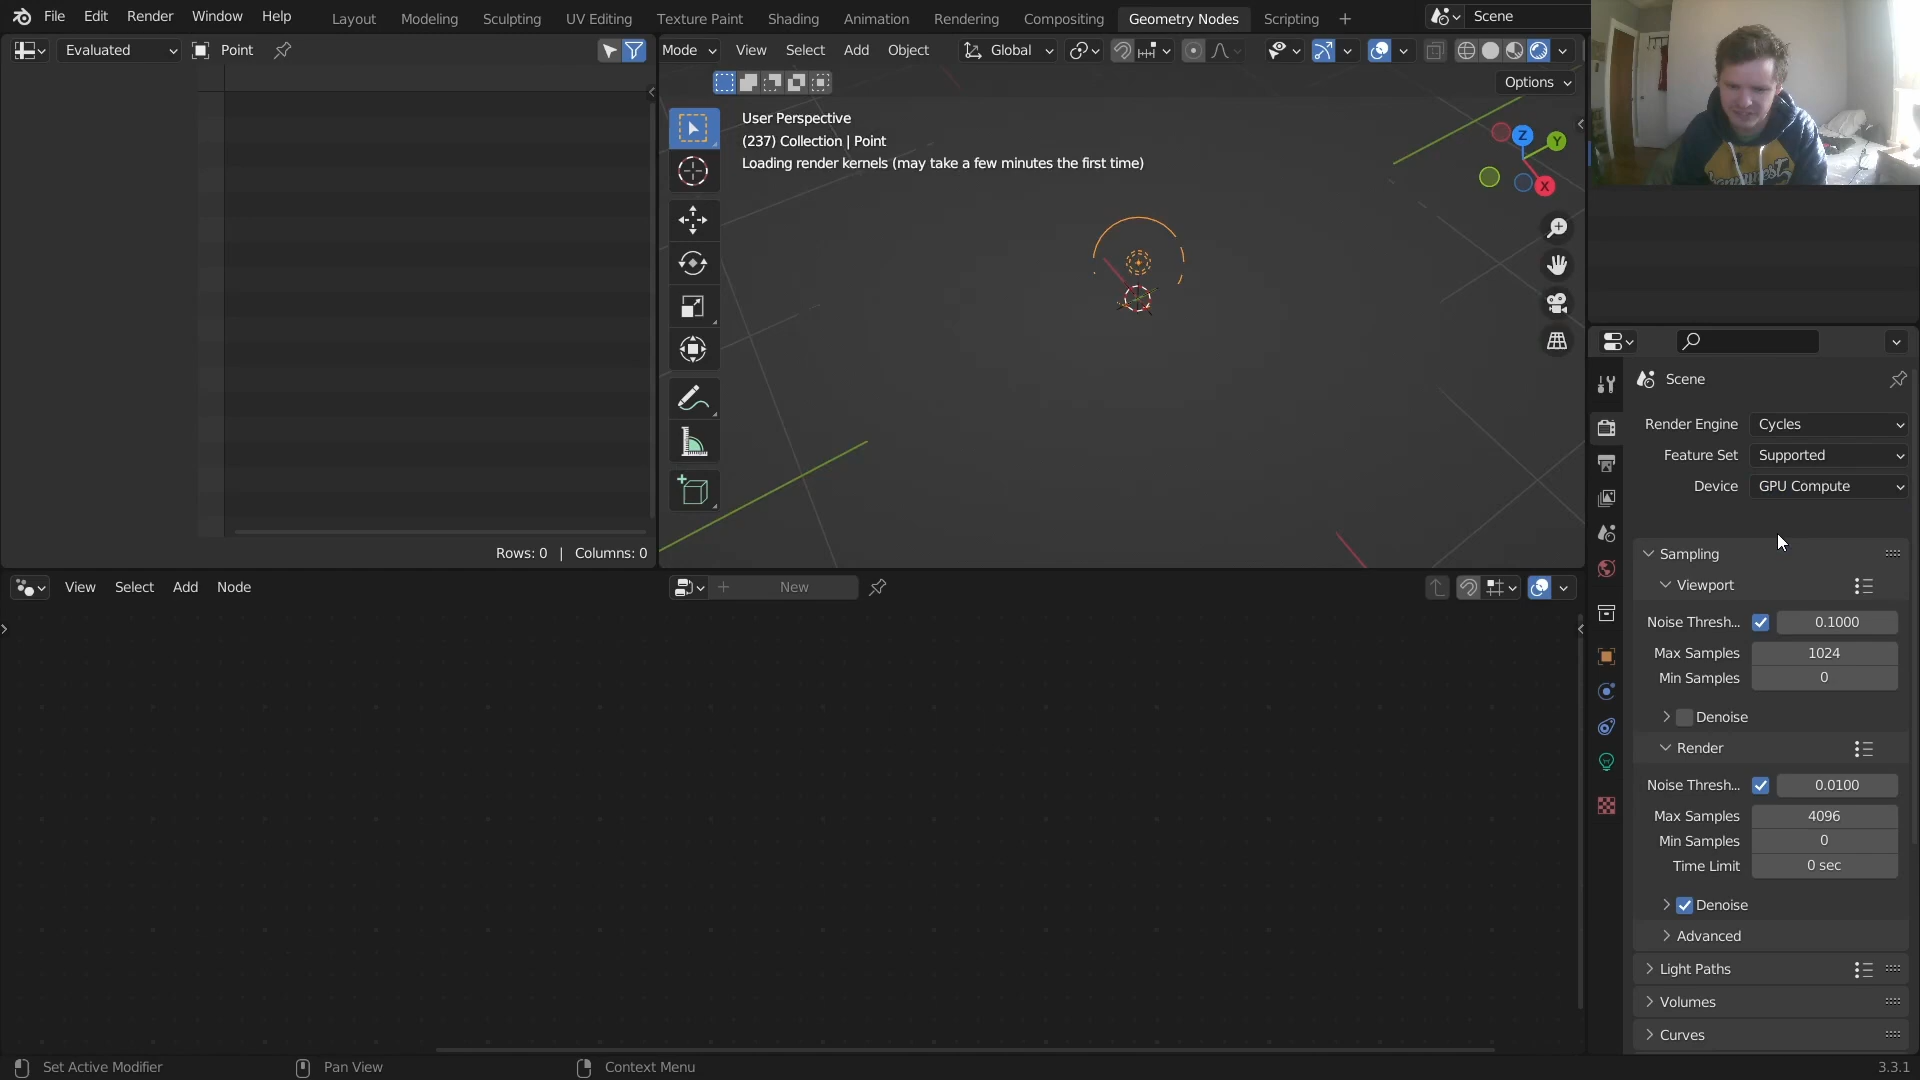 File Edit Render Window Help
Layout Modeling Sculpting UV Editing Texture Paint Shading Animation Rendering Compositing Geometry Nodes Scripting +
Scene
Evaluated Point
Mode View Select Add Object Global
Options
User Perspective
(237) Collection | Point
Loading render kernels (may take a few minutes the first time)
Z
Y
X
Rows: 0 | Columns: 0
View Select Add Node
New
Scene
Render Engine Cycles
Feature Set Supported
Device GPU Compute
Sampling
Viewport
Noise Thresh... 0.1000
Max Samples 1024
Min Samples 0
Denoise
Render
Noise Thresh... 0.0100
Max Samples 4096
Min Samples 0
Time Limit 0 sec
Denoise
Advanced
Light Paths
Volumes
Curves
Set Active Modifier Pan View Context Menu
3.3.1